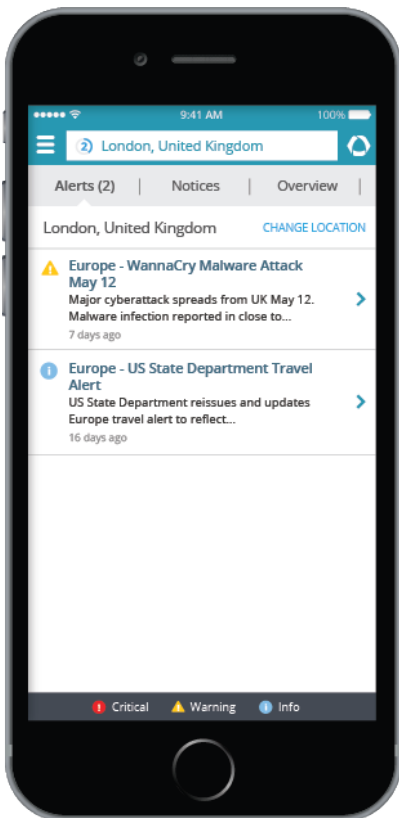 9:41 AM 100%
2 London, United Kingdom
Alerts (2) | Notices | Overview |
London, United Kingdom CHANGE LOCATION
Europe - WannaCry Malware Attack
May 12
Major cyberattack spreads from UK May 12.
Malware infection reported in close to...
7 days ago
Europe - US State Department Travel
Alert
US State Department reissues and updates
Europe travel alert to reflect...
16 days ago
Critical Warning Info